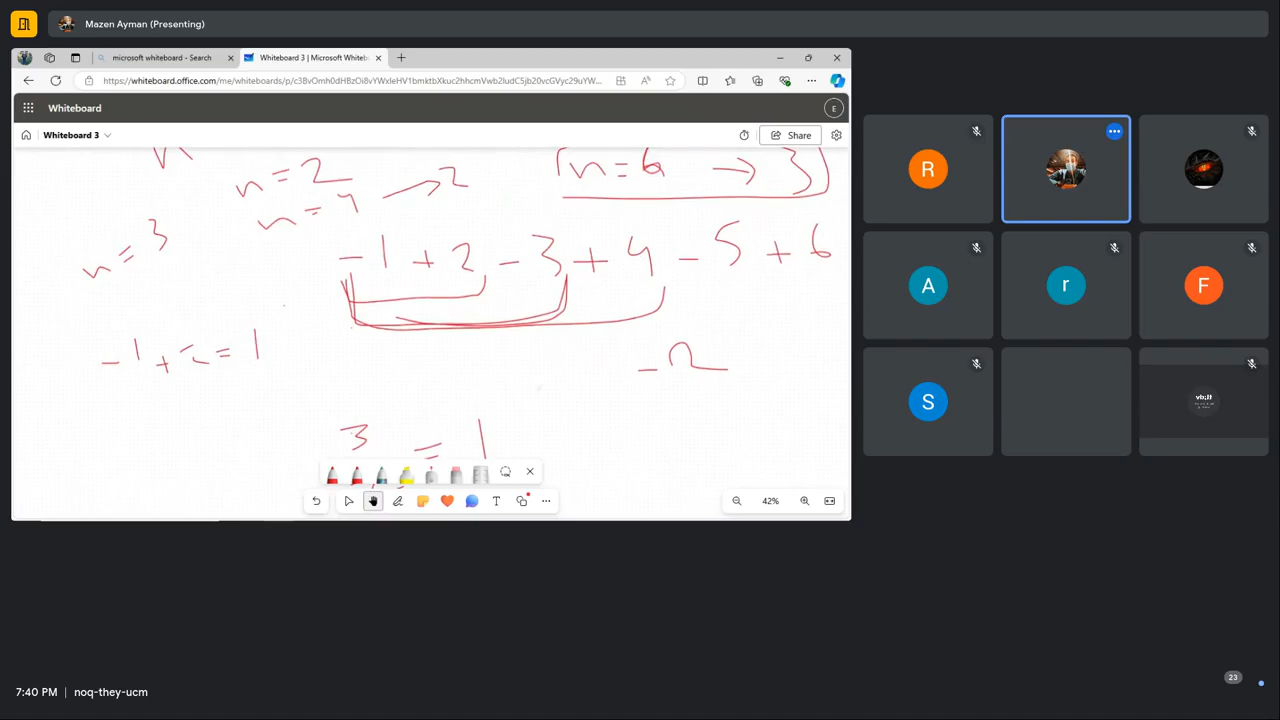 Mazen Ayman (Presenting)
microsoft whiteboard - Search
Whiteboard 3 | Microsoft Whiteb
https://whiteboard.office.com/me/whiteboards/p/c3BvOmh0dHBzOi8vYWxleHV1bmktbXkuc2hhcmVwb2ludC5jb20vcGVyc29uYW...
Whiteboard
E
Whiteboard 3
Share
n=2
n=4 → 2
(n=6 → 3)
n=3
-1+2-3+4-5+6
-1+2=1
3
= 1
T
42%
R
A
r
F
S
7:40 PM | noq-they-ucm
23